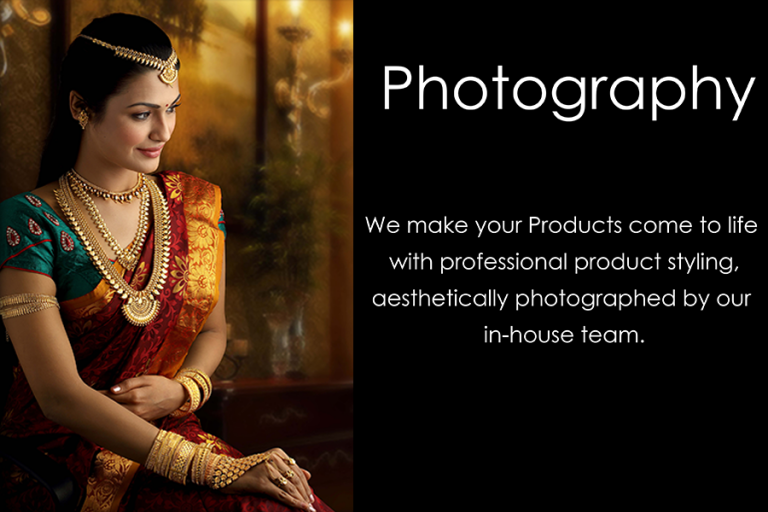 Photography
We make your Products come to life
with professional product styling,
aesthetically photographed by our
in-house team.